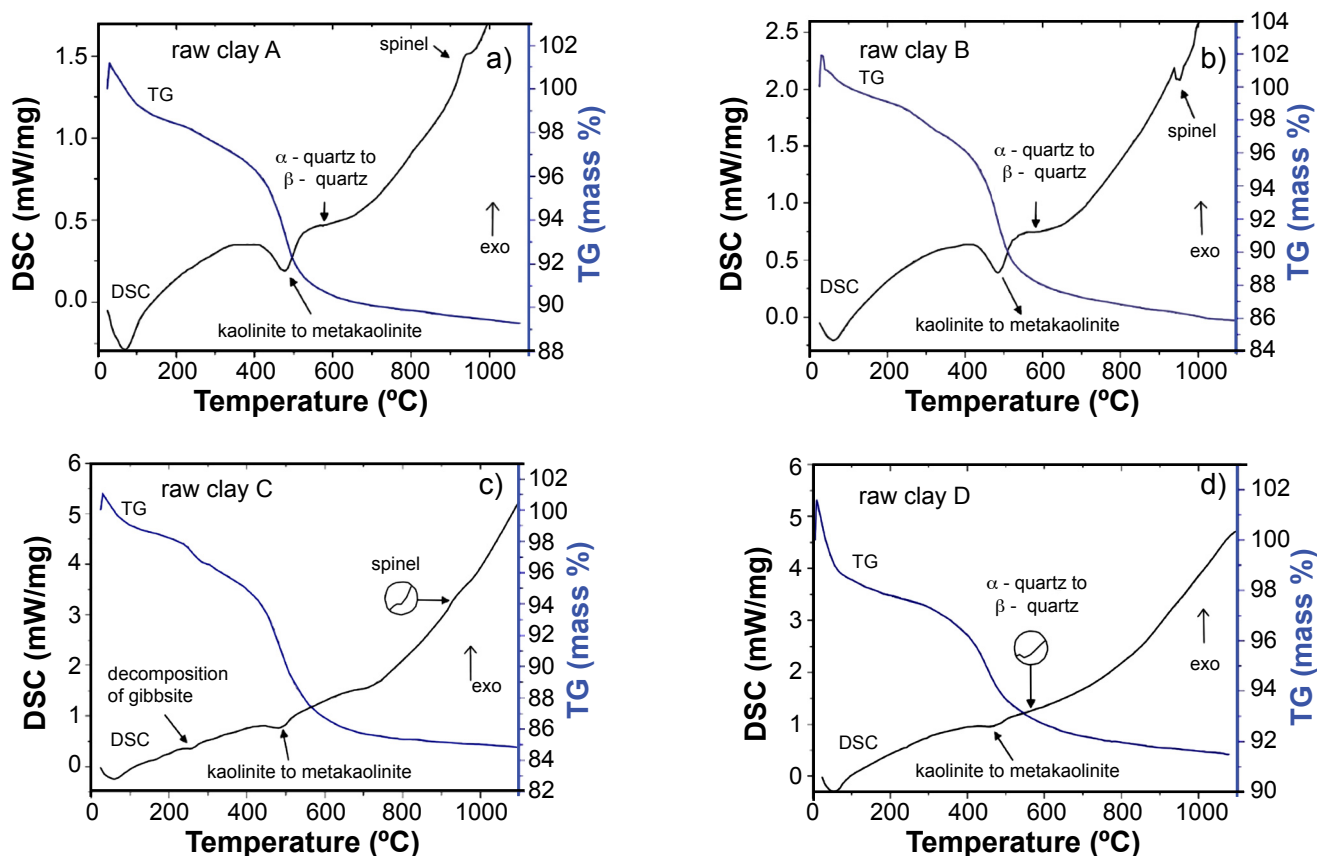 raw clay A
a)
spinel
TG
α - quartz to
β - quartz
exo
DSC
kaolinite to metakaolinite
DSC (mW/mg)
1.5
1.0
0.5
0.0
TG (mass %)
102
100
98
96
94
92
90
88
0 200 400 600 800 1000
Temperature (ºC)
raw clay B
b)
TG
spinel
α - quartz to
β - quartz
exo
DSC
kaolinite to metakaolinite
DSC (mW/mg)
2.5
2.0
1.5
1.0
0.5
0.0
TG (mass %)
104
102
100
98
96
94
92
90
88
86
84
0 200 400 600 800 1000
Temperature (ºC)
raw clay C
c)
TG
spinel
decomposition
of gibbsite
exo
DSC
kaolinite to metakaolinite
DSC (mW/mg)
6
5
4
3
2
1
0
TG (mass %)
102
100
98
96
94
92
90
88
86
84
82
0 200 400 600 800 1000
Temperature (ºC)
raw clay D
d)
TG
α - quartz to
β - quartz
exo
DSC
kaolinite to metakaolinite
DSC (mW/mg)
6
5
4
3
2
1
0
TG (mass %)
102
100
98
96
94
92
90
0 200 400 600 800 1000
Temperature (ºC)